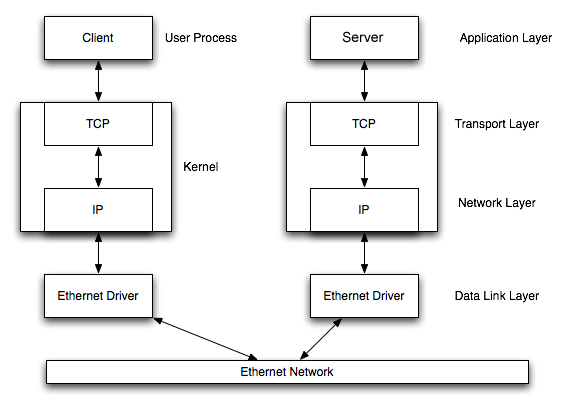 Client
User Process
Server
Application Layer
TCP
TCP
Transport Layer
Kernel
IP
IP
Network Layer
Ethernet Driver
Ethernet Driver
Data Link Layer
Ethernet Network